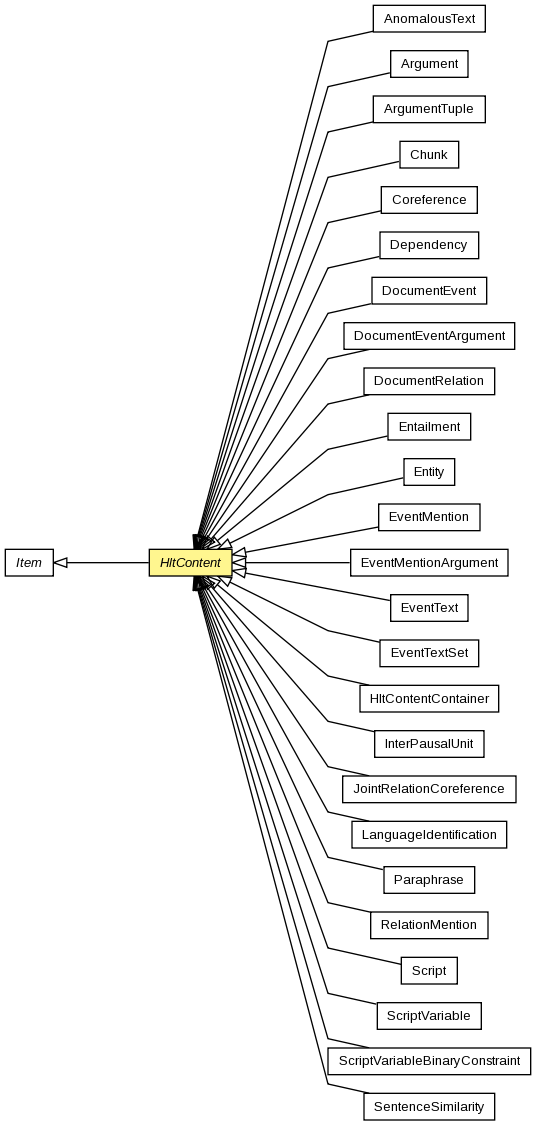 AnomalousText
Argument
ArgumentTuple
Chunk
Coreference
Dependency
DocumentEvent
DocumentEventArgument
DocumentRelation
Entailment
Entity
EventMention
Item
HltContent
EventMentionArgument
EventText
EventTextSet
HltContentContainer
InterPausalUnit
JointRelationCoreference
LanguageIdentification
Paraphrase
RelationMention
Script
ScriptVariable
ScriptVariableBinaryConstraint
SentenceSimilarity